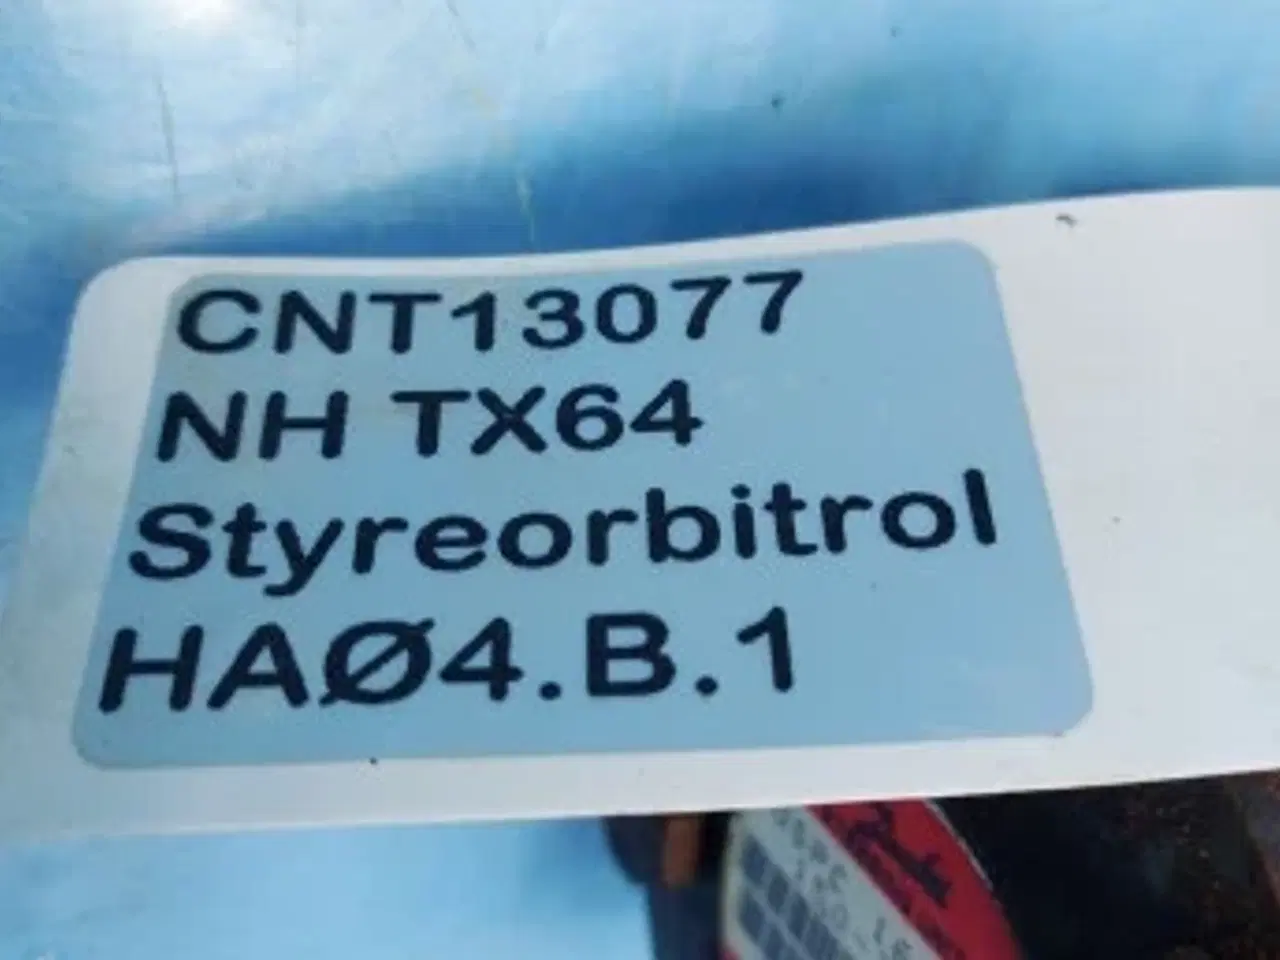 CNT13077
NH TX64
Styreorbitrol
HAØ4.B.1